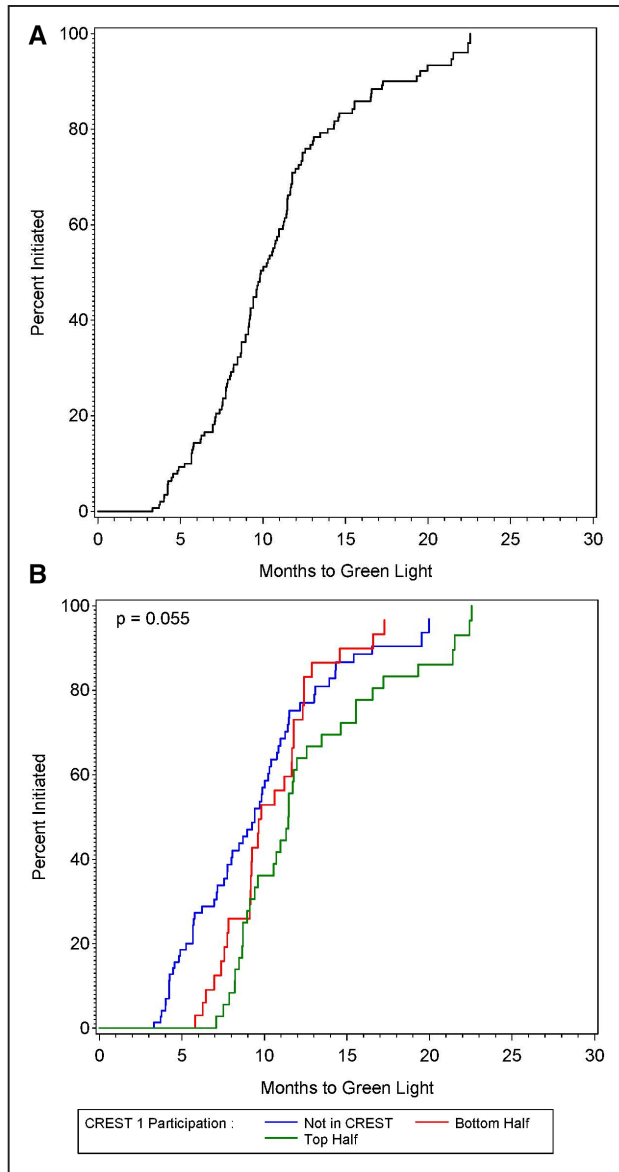 A
100
80
60
40
20
0
Percent Initiated
0 5 10 15 20 25 30
Months to Green Light
B
p = 0.055
100
80
60
40
20
0
Percent Initiated
0 5 10 15 20 25 30
Months to Green Light
CREST 1 Participation : Not in CREST Bottom Half
Top Half